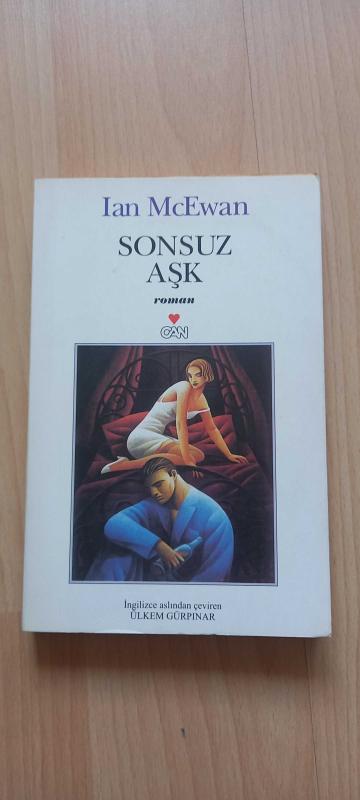 Ian McEwan
SONSUZ
AŞK
roman
CAN
İngilizce aslından çeviren
ÜLKEM GÜRPINAR